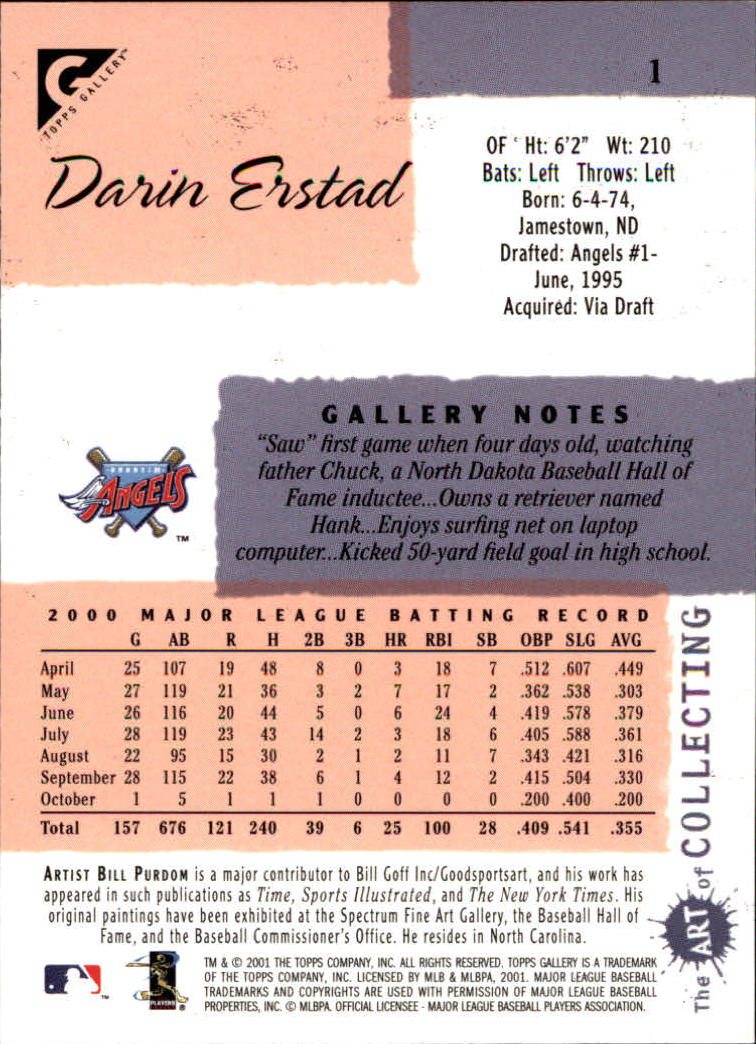 1
G
TOPPS GALLERY™
Darin Erstad
OF Ht: 6'2" Wt: 210
Bats: Left Throws: Left
Born: 6-4-74,
Jamestown, ND
Drafted: Angels #1-
June, 1995
Acquired: Via Draft
GALLERY NOTES
"Saw" first game when four days old, watching
father Chuck, a North Dakota Baseball Hall of
Fame inductee...Owns a retriever named
Hank...Enjoys surfing net on laptop
computer...Kicked 50-yard field goal in high school.
ANAHEIM
ANGELS
™
2000 MAJOR LEAGUE BATTING RECORD
G AB R H 2B 3B HR RBI SB OBP SLG AVG
April 25 107 19 48 8 0 3 18 7 .512 .607 .449
May 27 119 21 36 3 2 7 17 2 .362 .538 .303
June 26 116 20 44 5 0 6 24 4 .419 .578 .379
July 28 119 23 43 14 2 3 18 6 .405 .588 .361
August 22 95 15 30 2 1 2 11 7 .343 .421 .316
September 28 115 22 38 6 1 4 12 2 .415 .504 .330
October 1 5 1 1 1 0 0 0 0 .200 .400 .200
Total 157 676 121 240 39 6 25 100 28 .409 .541 .355
The ART of COLLECTING
ARTIST BILL PURDOM is a major contributor to Bill Goff Inc/Goodsportsart, and his work has
appeared in such publications as Time, Sports Illustrated, and The New York Times. His
original paintings have been exhibited at the Spectrum Fine Art Gallery, the Baseball Hall of
Fame, and the Baseball Commissioner's Office. He resides in North Carolina.
TM & © 2001 THE TOPPS COMPANY, INC. ALL RIGHTS RESERVED. TOPPS GALLERY IS A TRADEMARK
OF THE TOPPS COMPANY, INC. LICENSED BY MLB & MLBPA, 2001. MAJOR LEAGUE BASEBALL
TRADEMARKS AND COPYRIGHTS ARE USED WITH PERMISSION OF MAJOR LEAGUE BASEBALL
PROPERTIES, INC. © MLBPA. OFFICIAL LICENSEE - MAJOR LEAGUE BASEBALL PLAYERS ASSOCIATION.
™
PLAYERS
®